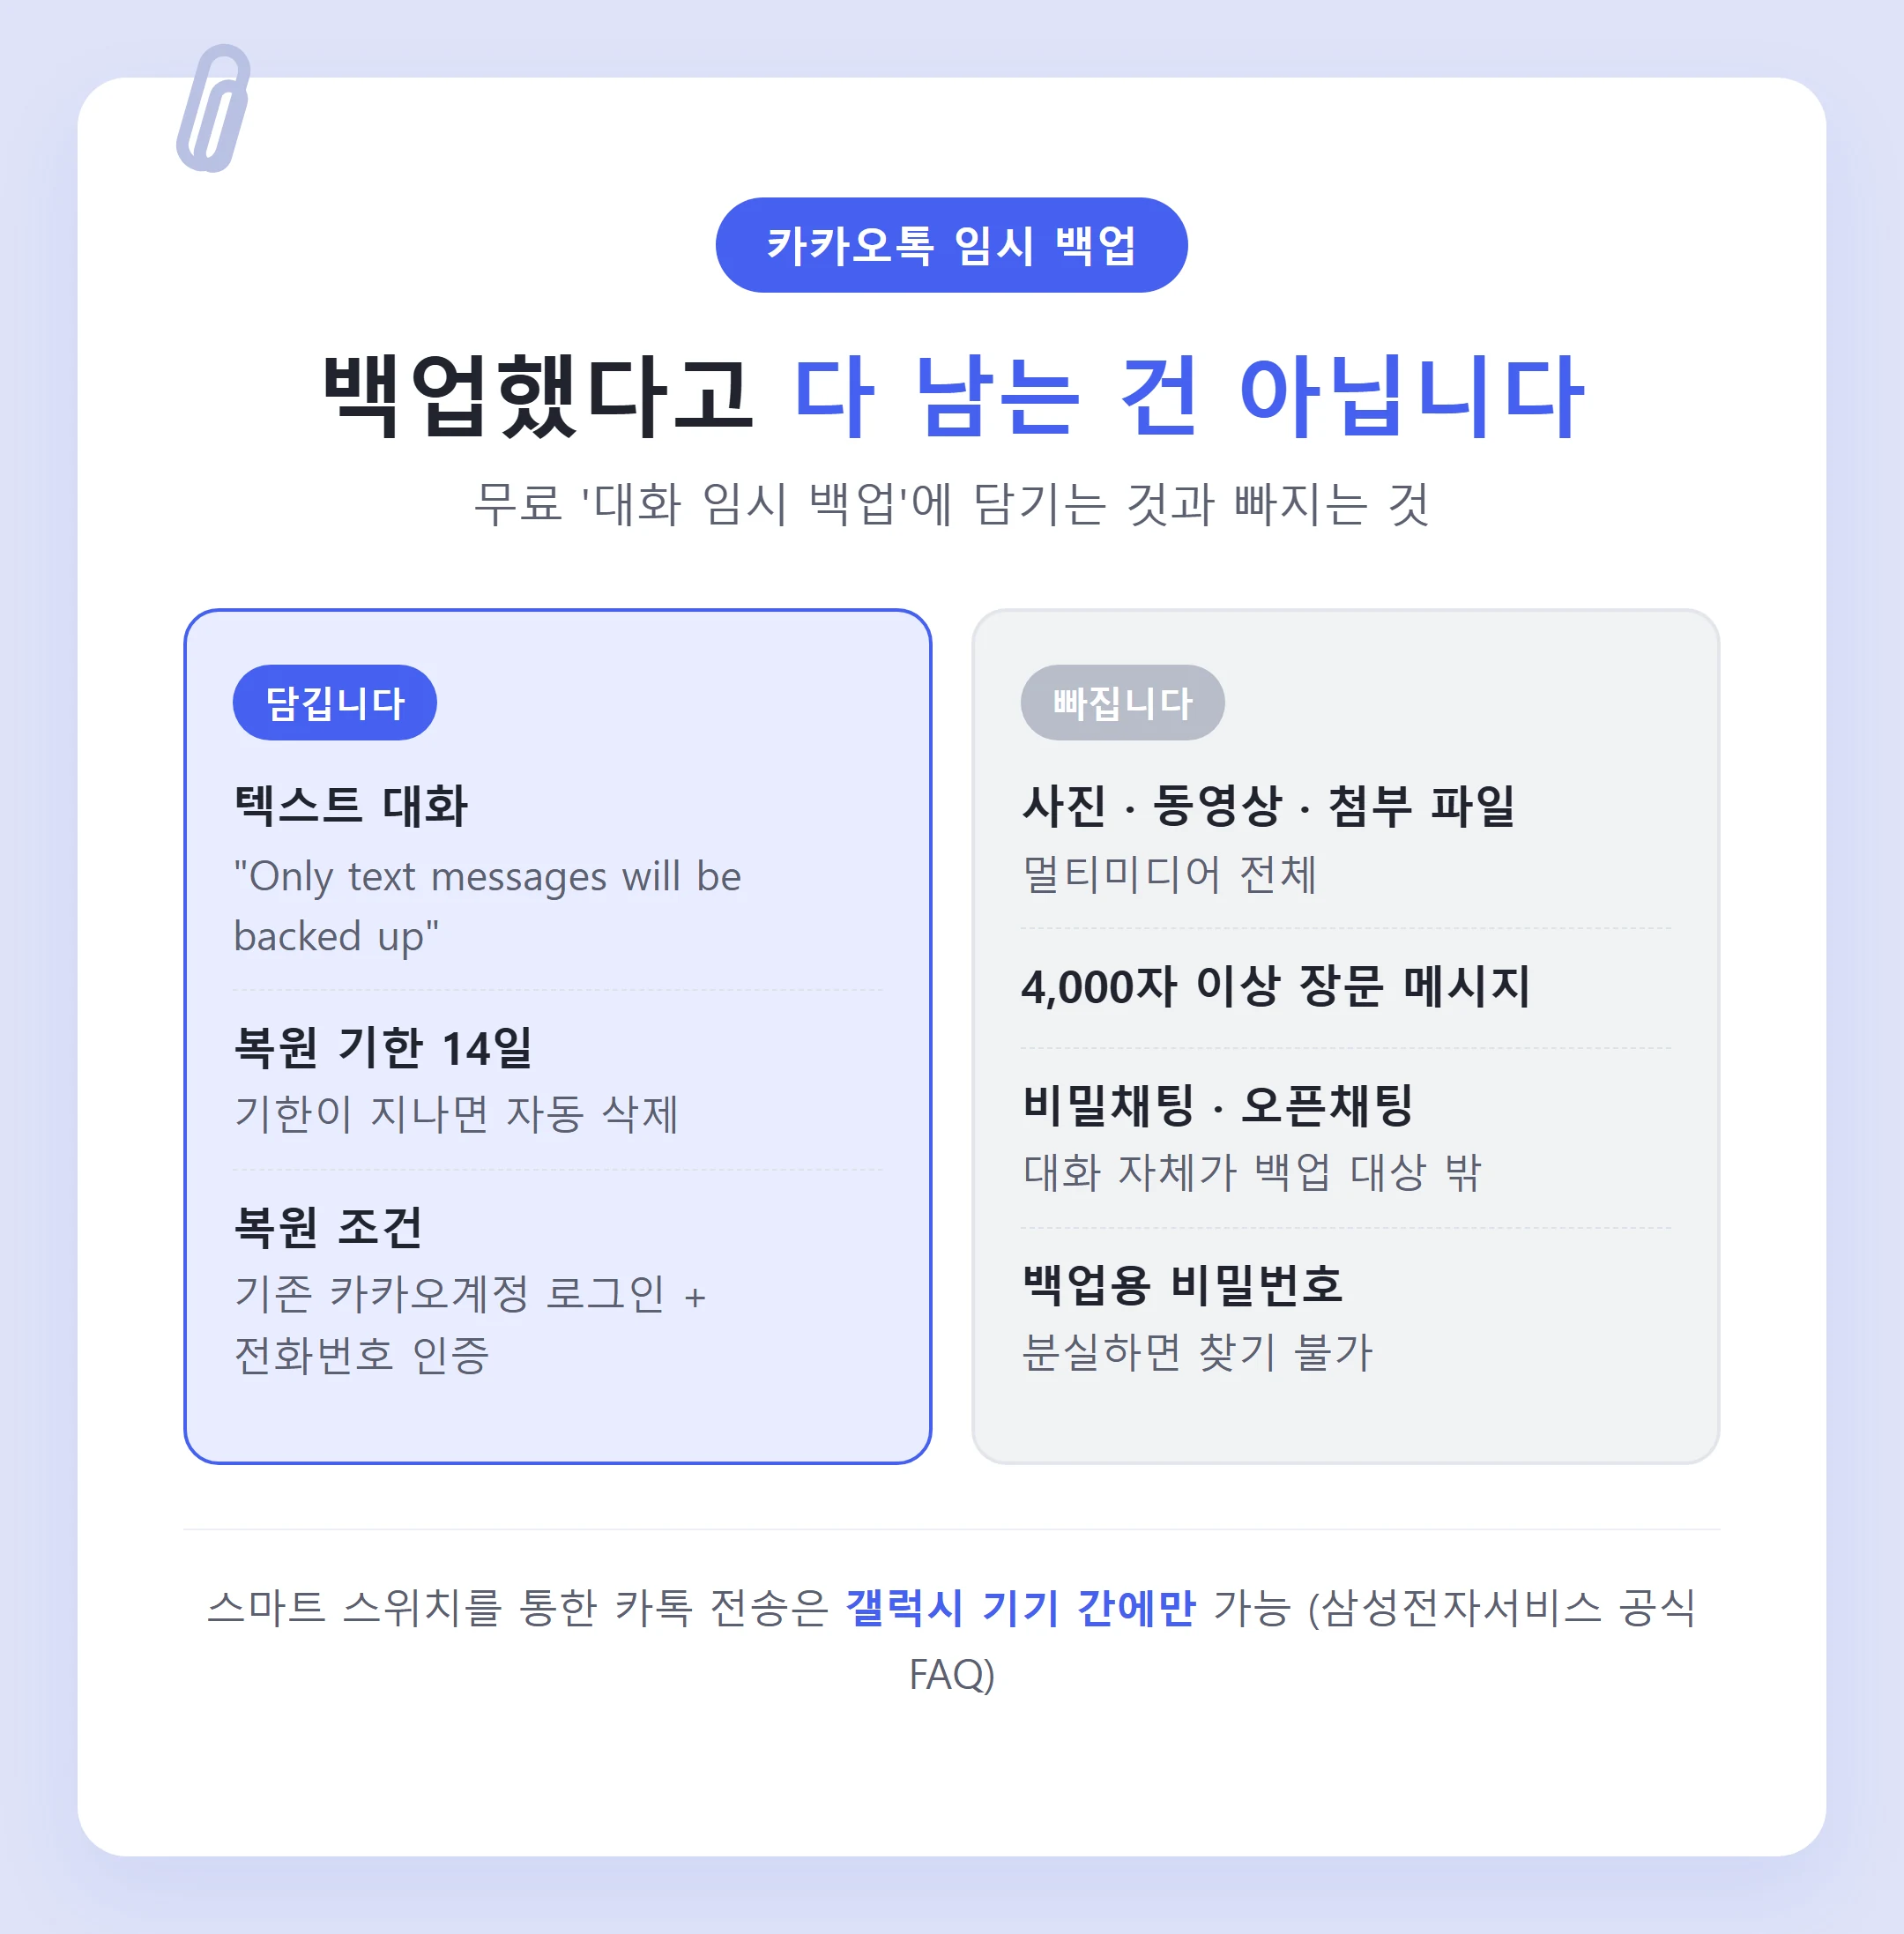 카카오톡 임시 백업
백업했다고 다 남는 건 아닙니다
무료 '대화 임시 백업'에 담기는 것과 빠지는 것
담깁니다
텍스트 대화
"Only text messages will be
backed up"
복원 기한 14일
기한이 지나면 자동 삭제
복원 조건
기존 카카오계정 로그인 +
전화번호 인증
빠집니다
사진 · 동영상 · 첨부 파일
멀티미디어 전체
4,000자 이상 장문 메시지
비밀채팅 · 오픈채팅
대화 자체가 백업 대상 밖
백업용 비밀번호
분실하면 찾기 불가
스마트 스위치를 통한 카톡 전송은 갤럭시 기기 간에만 가능 (삼성전자서비스 공식
FAQ)